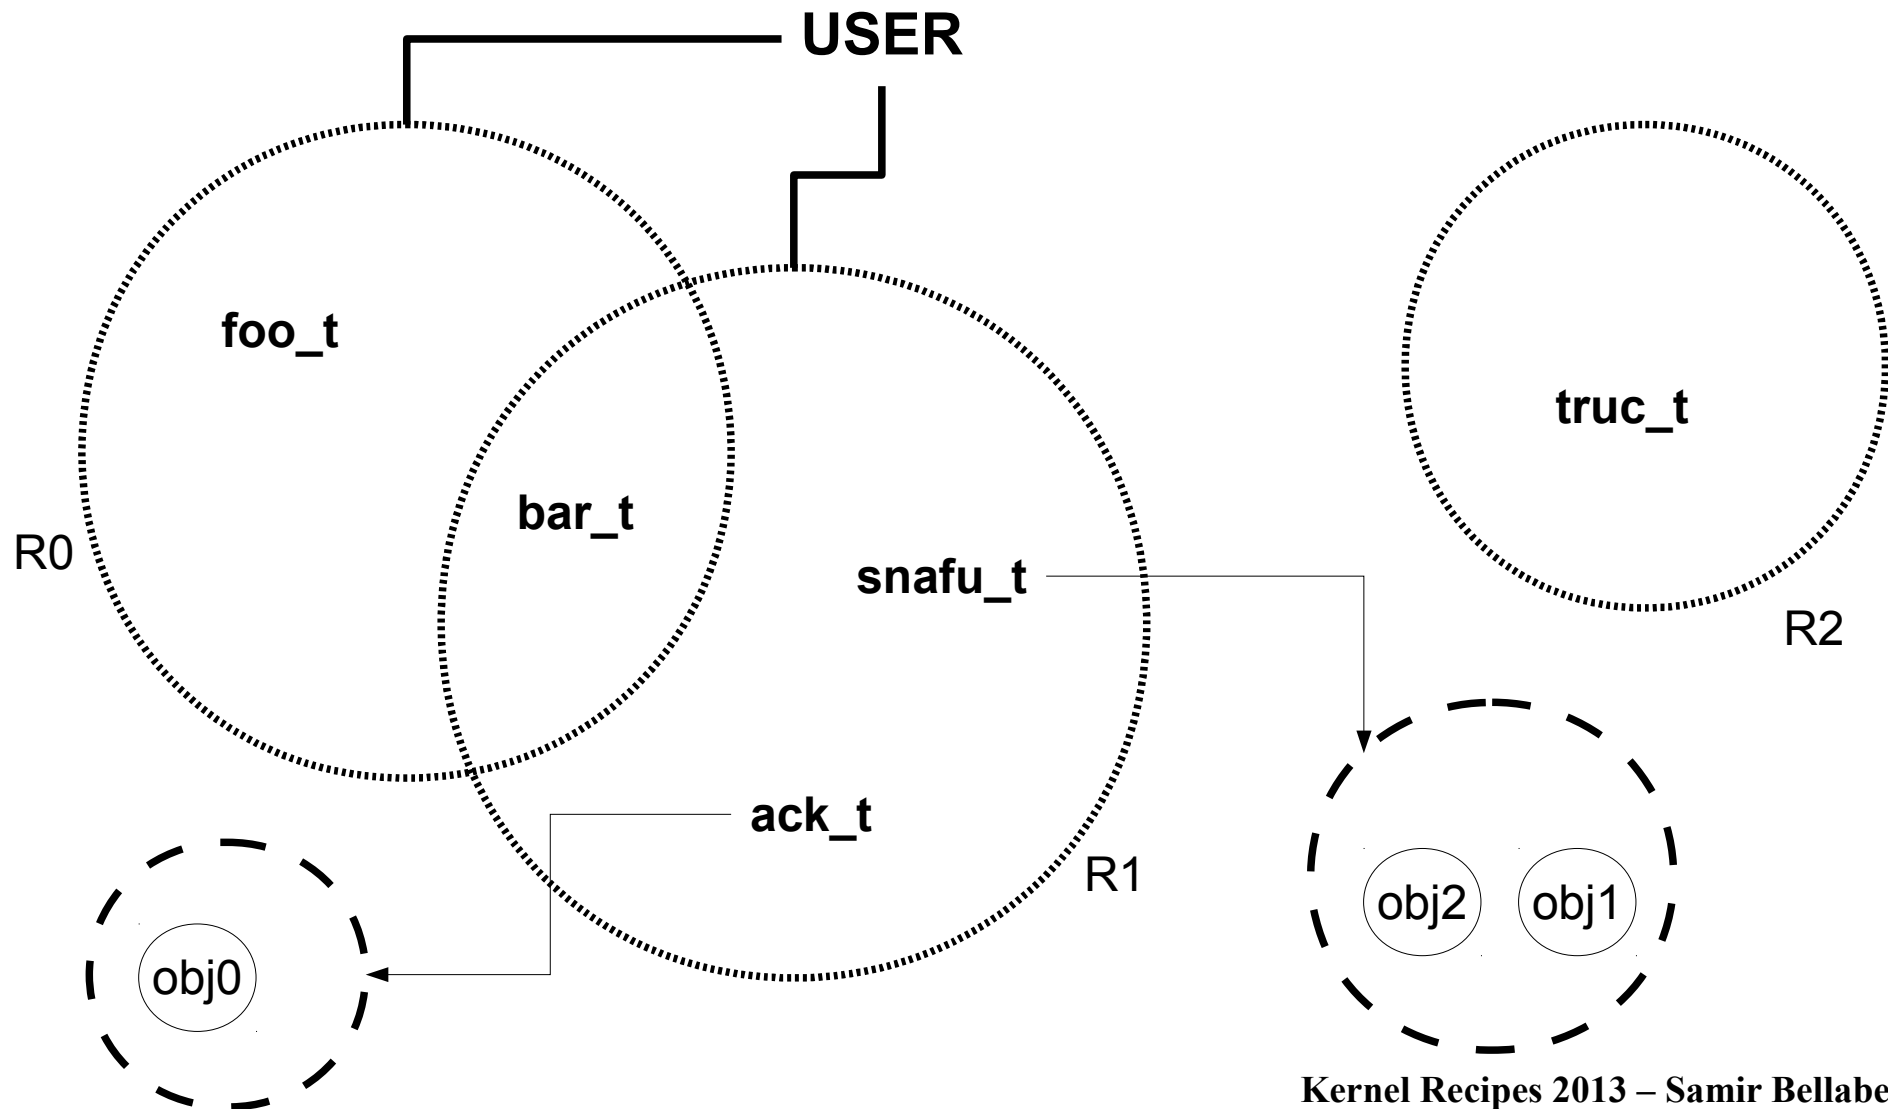 USER
foo_t
truc_t
bar_t
R0
snafu_t
R2
ack_t
R1
obj2
obj1
obj0
Kernel Recipes 2013 – Samir Bellabe